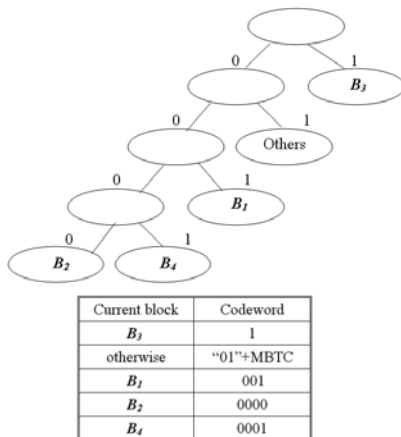 0 1
B3
0 1
Others
0 1
B1
0 1
B2 B4
Current block Codeword
B3 1
otherwise “01”+MBTC
B1 001
B2 0000
B4 0001